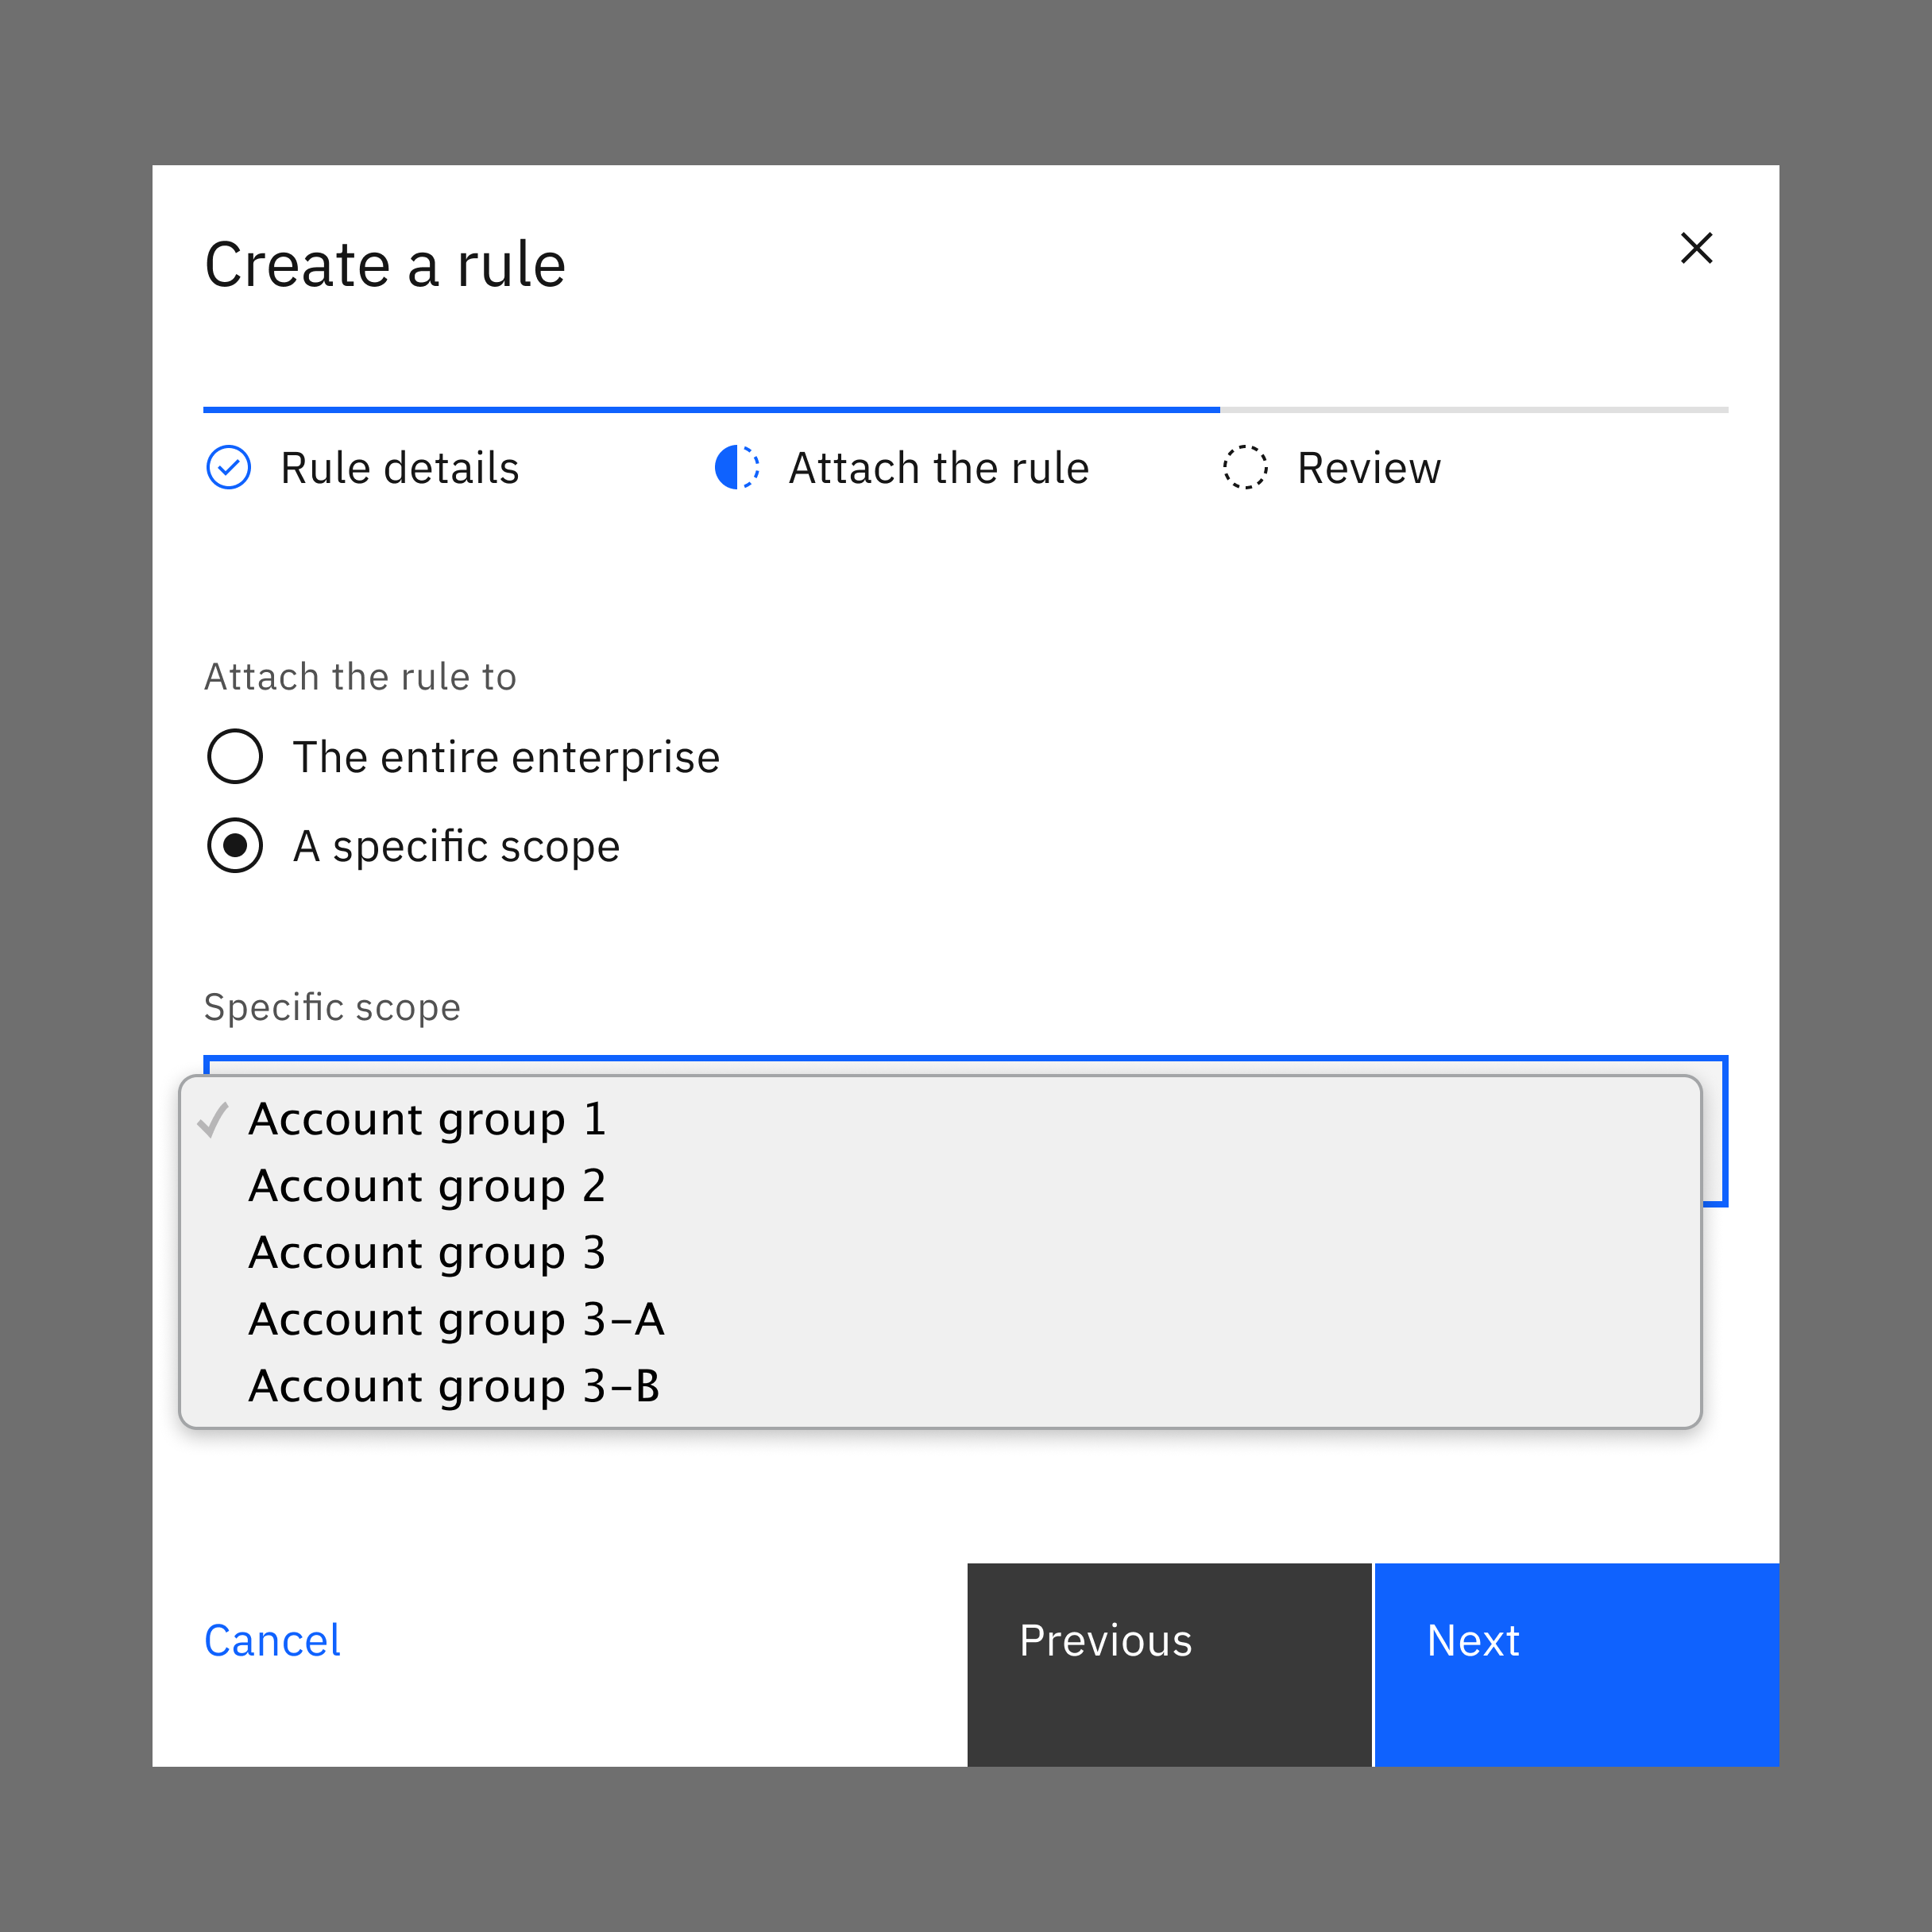 Create a rule
Rule details
Attach the rule
Review
Attach the rule to
The entire enterprise
A specific scope
Specific scope
Account group 1
Account group 2
Account group 3
Account group 3-A
Account group 3-B
Cancel
Previous
Next